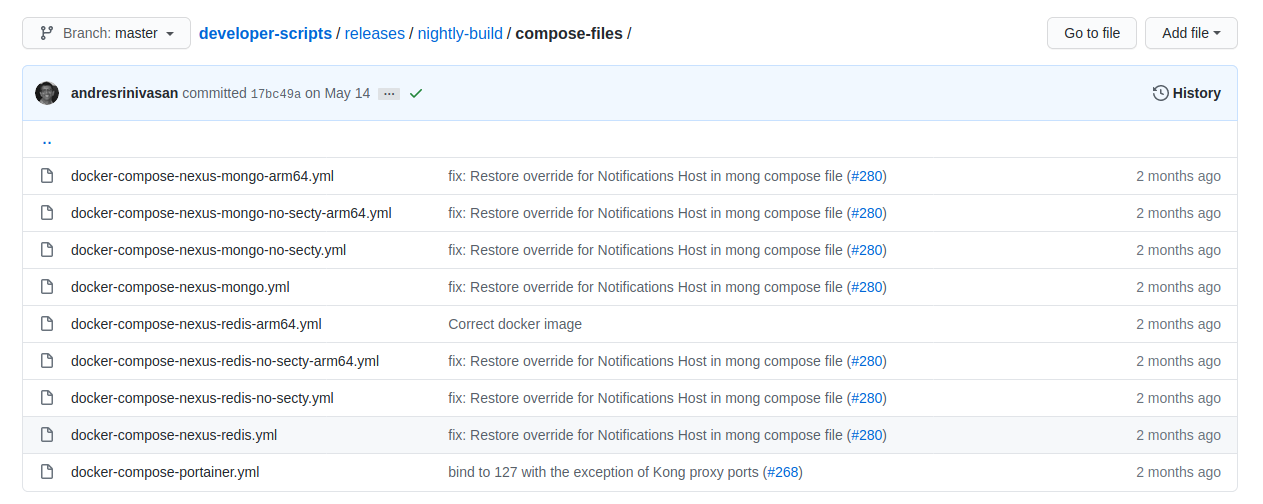 Branch: master developer-scripts / releases / nightly-build / compose-files / Go to file Add file
andresrinivasan committed 17bc49a on May 14 ... History
..
docker-compose-nexus-mongo-arm64.yml fix: Restore override for Notifications Host in mong compose file (#280) 2 months ago
docker-compose-nexus-mongo-no-secty-arm64.yml fix: Restore override for Notifications Host in mong compose file (#280) 2 months ago
docker-compose-nexus-mongo-no-secty.yml fix: Restore override for Notifications Host in mong compose file (#280) 2 months ago
docker-compose-nexus-mongo.yml fix: Restore override for Notifications Host in mong compose file (#280) 2 months ago
docker-compose-nexus-redis-arm64.yml Correct docker image 2 months ago
docker-compose-nexus-redis-no-secty-arm64.yml fix: Restore override for Notifications Host in mong compose file (#280) 2 months ago
docker-compose-nexus-redis-no-secty.yml fix: Restore override for Notifications Host in mong compose file (#280) 2 months ago
docker-compose-nexus-redis.yml fix: Restore override for Notifications Host in mong compose file (#280) 2 months ago
docker-compose-portainer.yml bind to 127 with the exception of Kong proxy ports (#268) 2 months ago